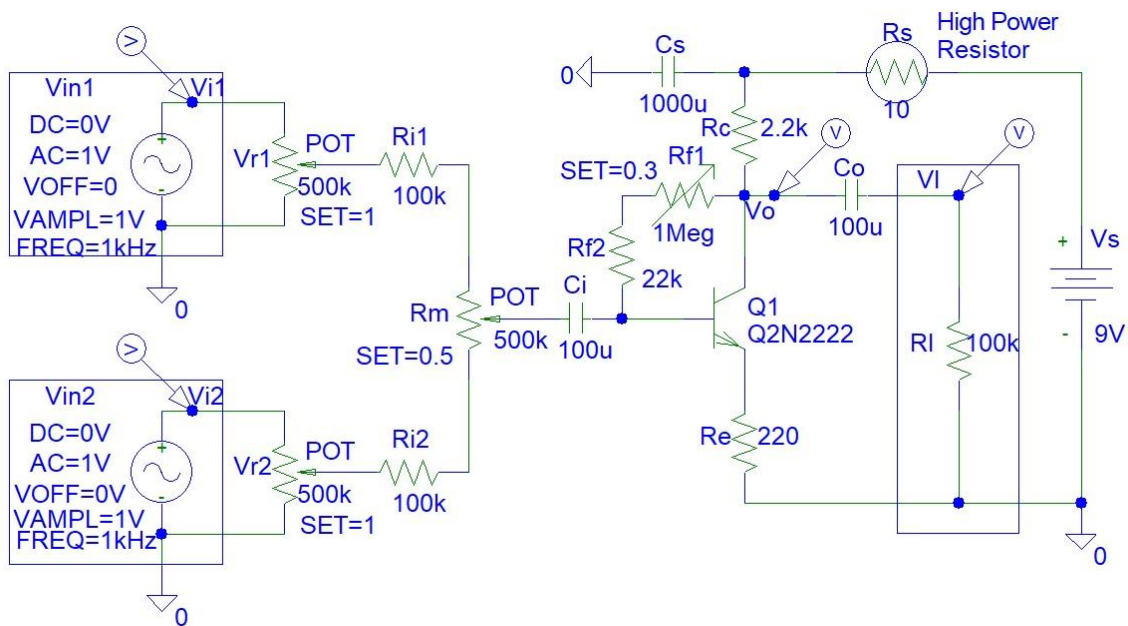 V
Vin1
Vi1
DC=0V
AC=1V
VOFF=0
VAMPL=1V
FREQ=1kHz
+
-
0
Vr1
POT
500k
SET=1
Ri1
100k
V
Vin2
Vi2
DC=0V
AC=1V
VOFF=0V
VAMPL=1V
FREQ=1kHz
+
-
0
Vr2
POT
500k
SET=1
Ri2
100k
Rm
SET=0.5
POT
500k
Ci
100u
0
Cs
1000u
Rs
10
High Power
Resistor
Rc
2.2k
Rf1
SET=0.3
1Meg
Rf2
22k
Vo
V
Co
100u
Q1
Q2N2222
Re
220
V
Vl
Rl
100k
+
Vs
-
9V
0